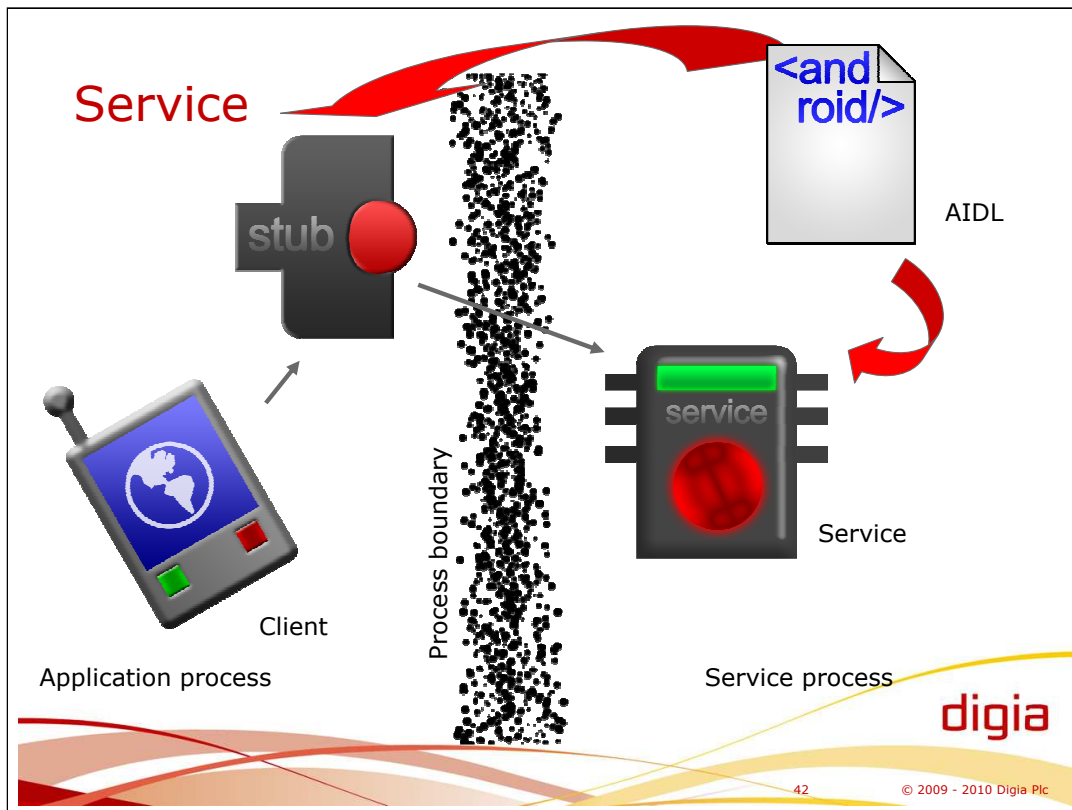 Service
<and
roid/>
AIDL
stub
service
Service
Process boundary
Client
Application process
Service process
digia
42
© 2009 - 2010 Digia Plc